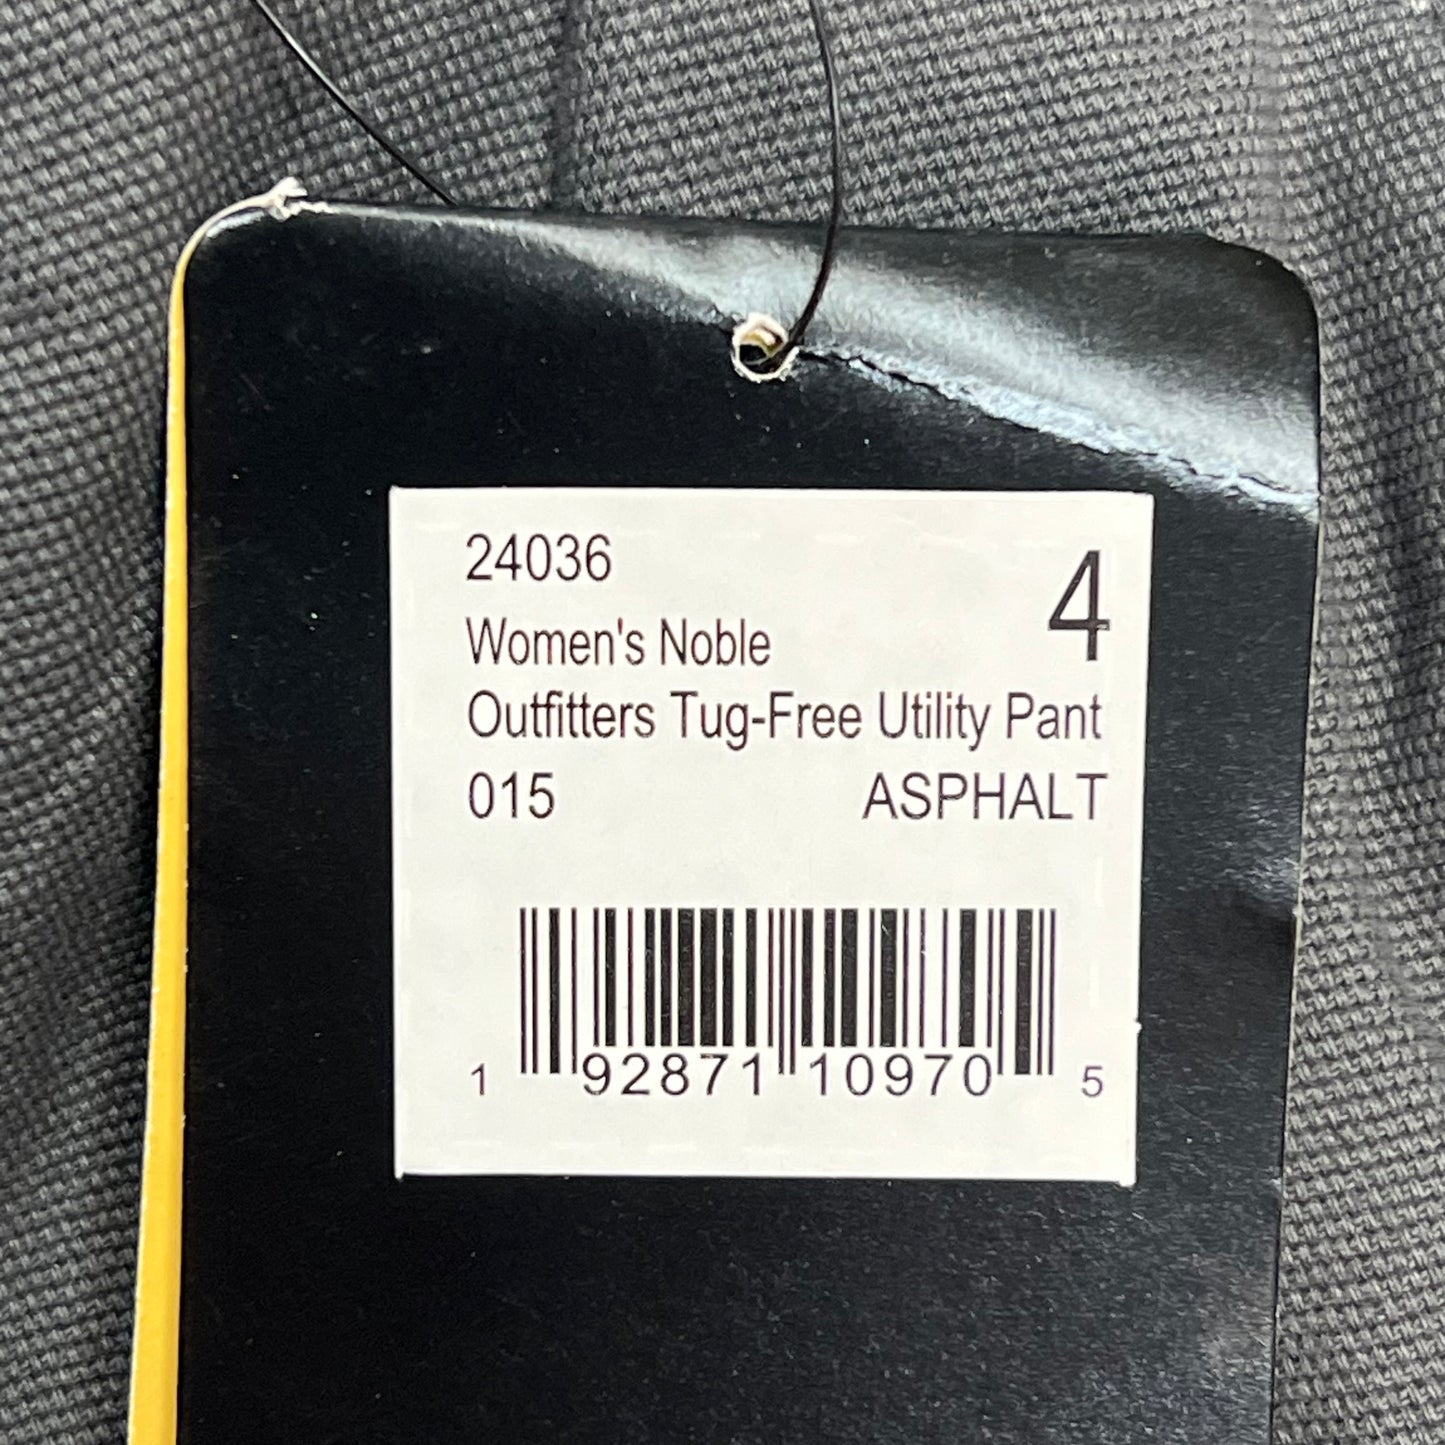 24036
4
Women's Noble
Outfitters Tug-Free Utility Pant
015 ASPHALT
1 92871 10970 5